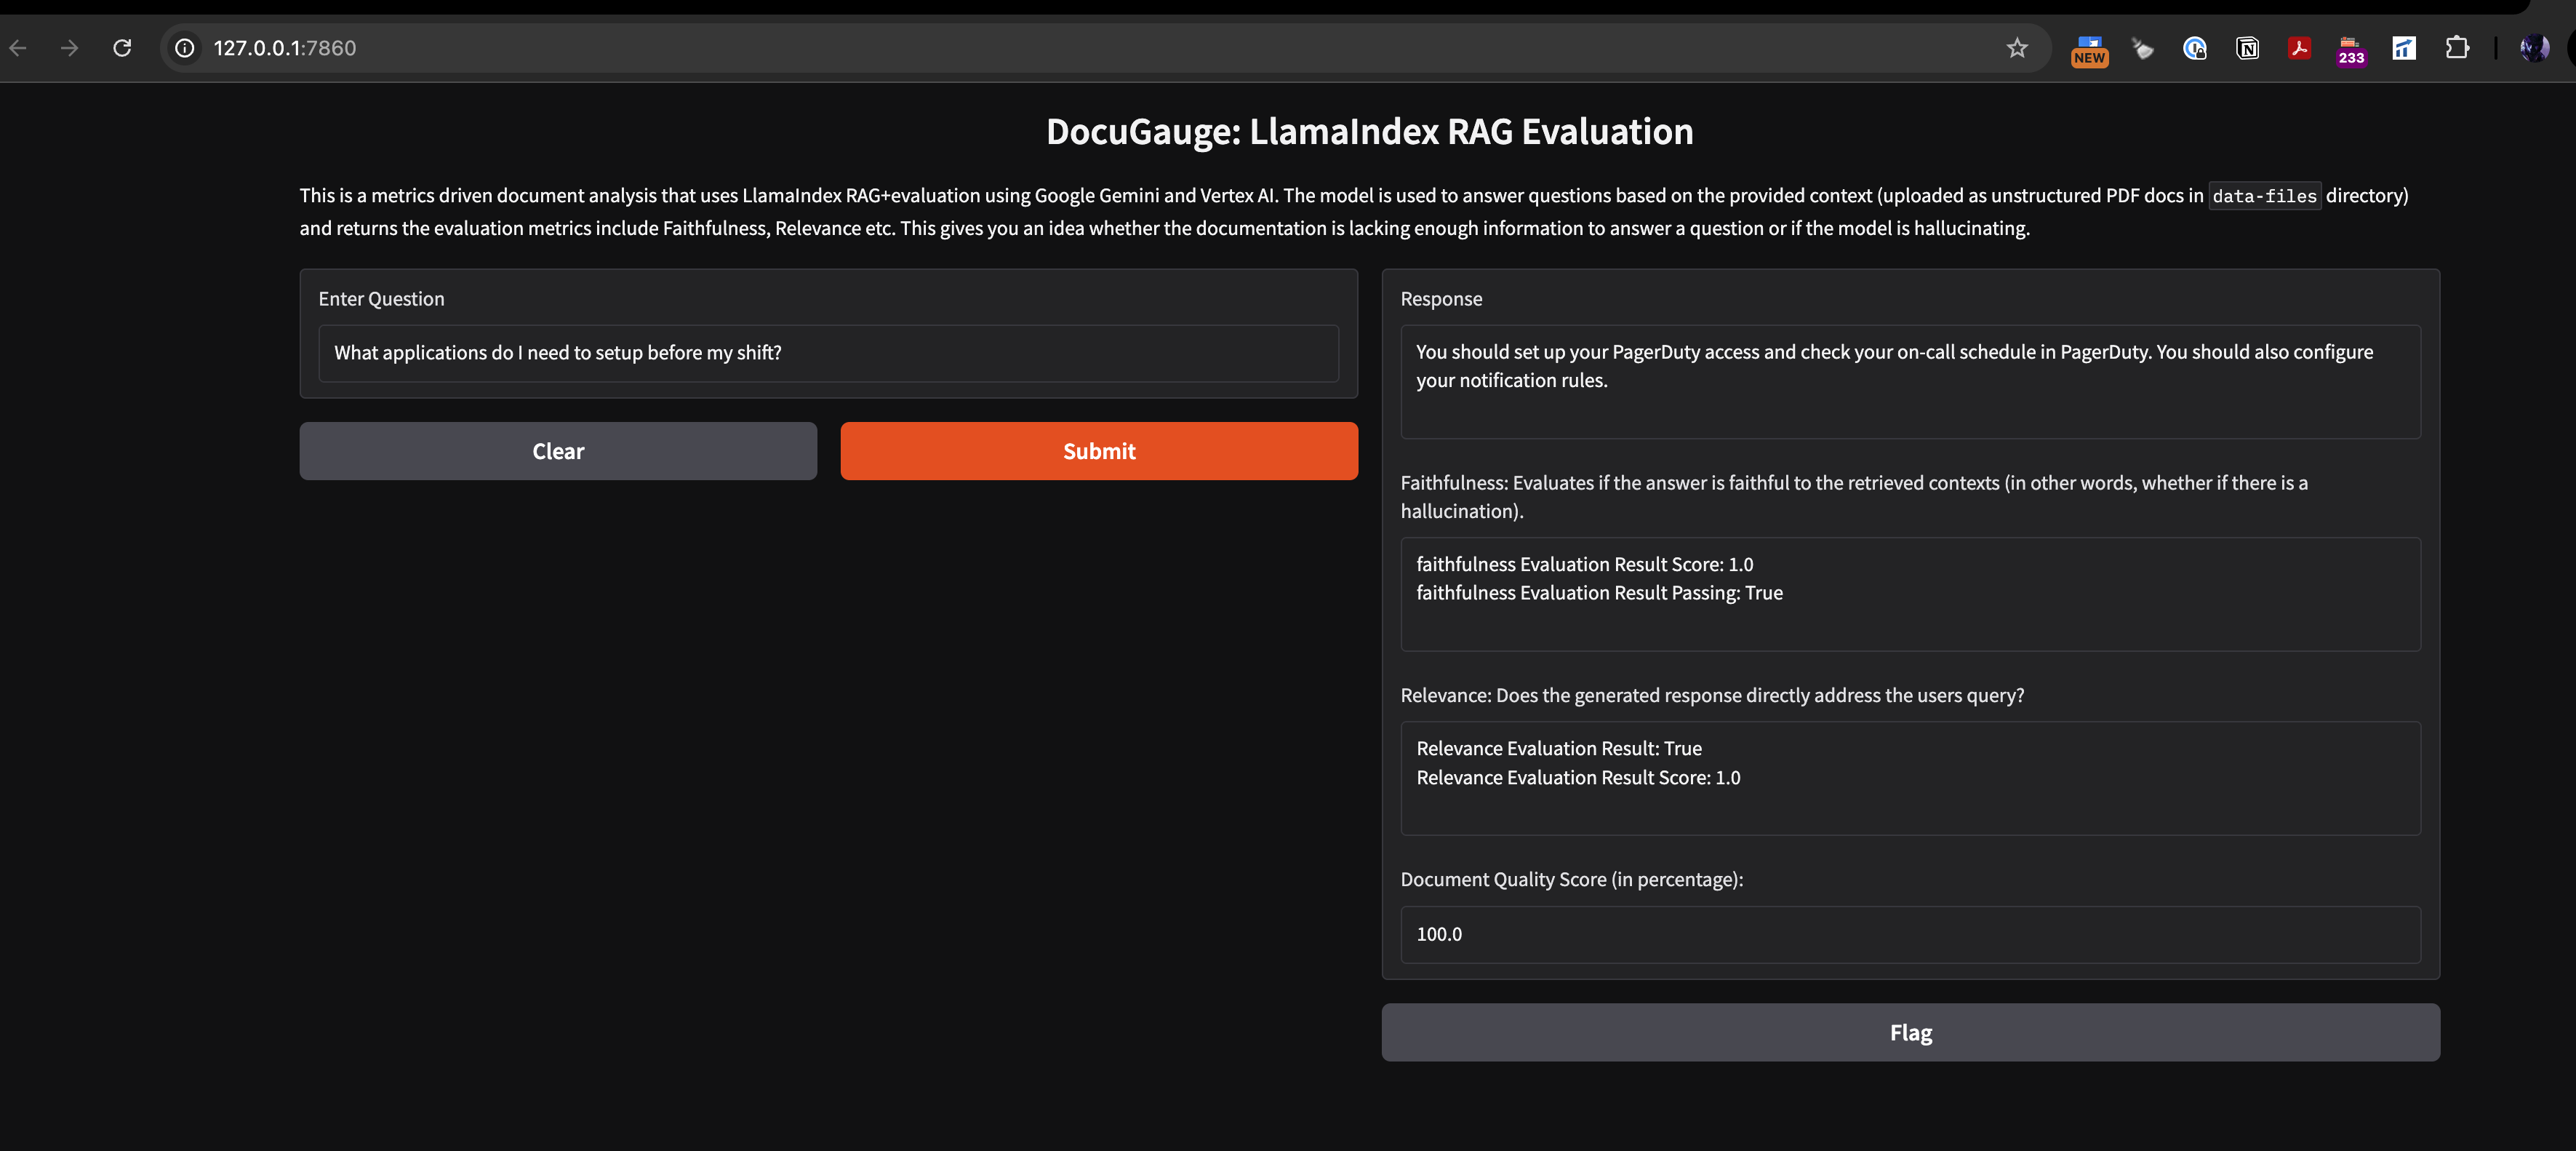 127.0.0.1:7860
NEW
233
DocuGauge: LlamaIndex RAG Evaluation
This is a metrics driven document analysis that uses LlamaIndex RAG+evaluation using Google Gemini and Vertex AI. The model is used to answer questions based on the provided context (uploaded as unstructured PDF docs in data-files directory)
and returns the evaluation metrics include Faithfulness, Relevance etc. This gives you an idea whether the documentation is lacking enough information to answer a question or if the model is hallucinating.
Enter Question
What applications do I need to setup before my shift?
Clear
Submit
Response
You should set up your PagerDuty access and check your on-call schedule in PagerDuty. You should also configure
your notification rules.
Faithfulness: Evaluates if the answer is faithful to the retrieved contexts (in other words, whether if there is a
hallucination).
faithfulness Evaluation Result Score: 1.0
faithfulness Evaluation Result Passing: True
Relevance: Does the generated response directly address the users query?
Relevance Evaluation Result: True
Relevance Evaluation Result Score: 1.0
Document Quality Score (in percentage):
100.0
Flag